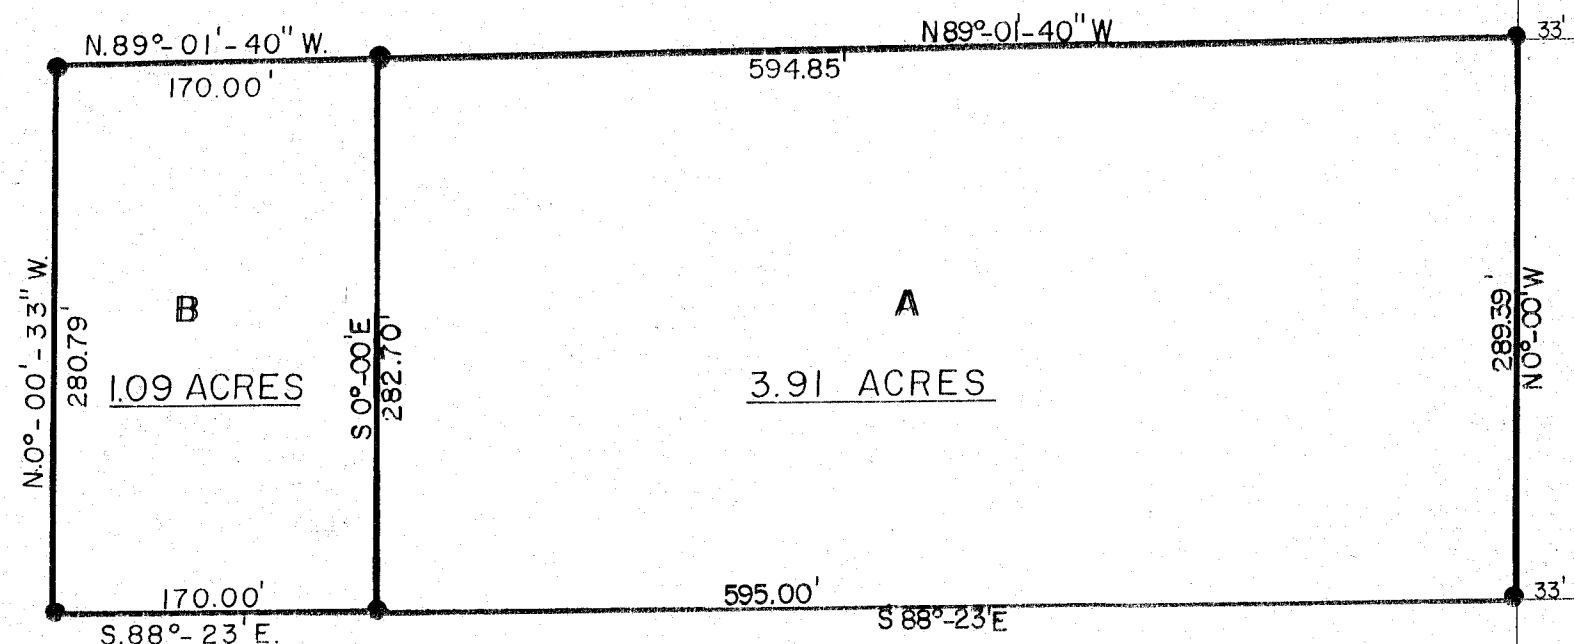 N.89°-01'-40" W.
170.00'
N89°-01'-40" W
594.85'
33'
N.0°-00'-33" W.
280.79'
B
1.09 ACRES
S 0°-00'E
282.70'
A
3.91 ACRES
289.39'
N 0°-00'W
170.00'
S.88°-23' E.
595.00'
S 88°-23'E
33'